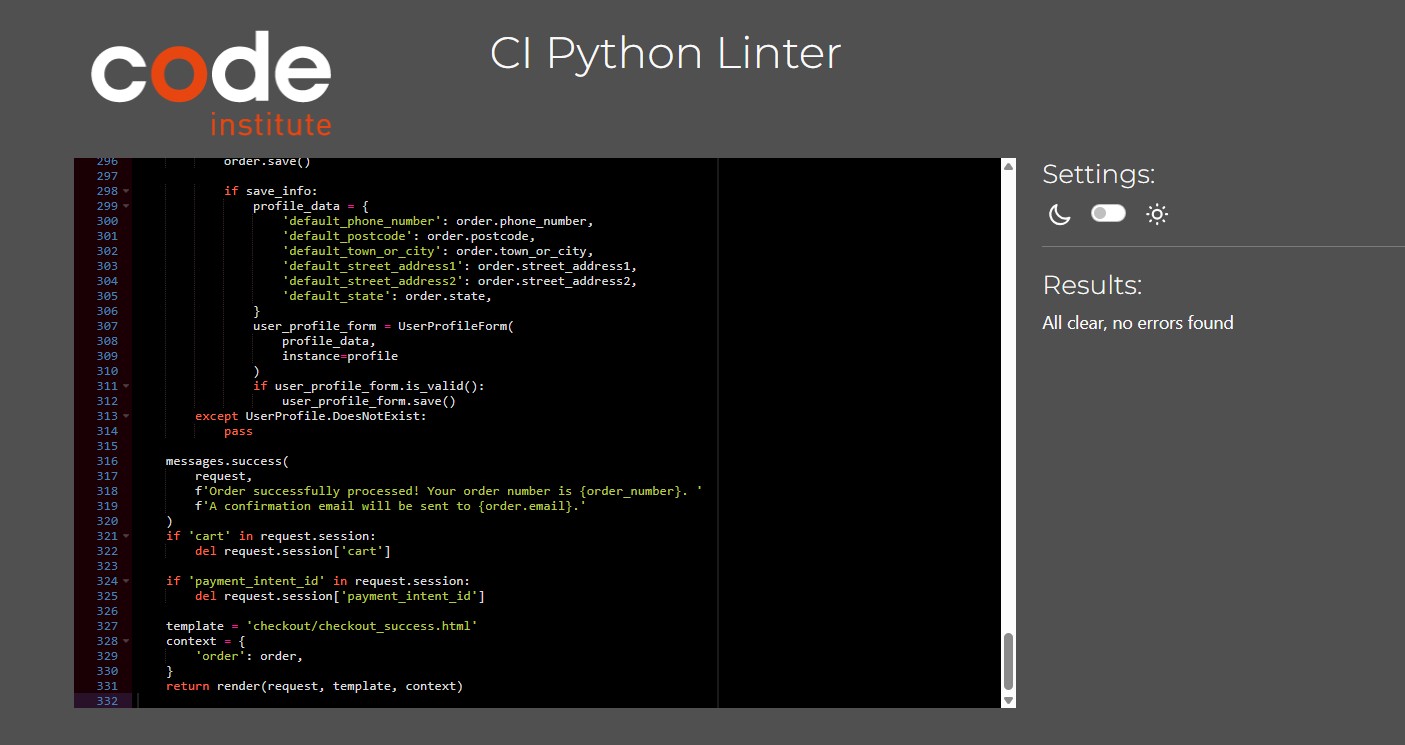 code
institute
CI Python Linter
296 order.save()
297
298 if save_info:
299 profile_data = {
300 'default_phone_number': order.phone_number,
301 'default_postcode': order.postcode,
302 'default_town_or_city': order.town_or_city,
303 'default_street_address1': order.street_address1,
304 'default_street_address2': order.street_address2,
305 'default_state': order.state,
306 }
307 user_profile_form = UserProfileForm(
308 profile_data,
309 instance=profile
310 )
311 if user_profile_form.is_valid():
312 user_profile_form.save()
313 except UserProfile.DoesNotExist:
314 pass
315
316 messages.success(
317 request,
318 f'Order successfully processed! Your order number is {order_number}. '
319 f'A confirmation email will be sent to {order.email}.'
320 )
321 if 'cart' in request.session:
322 del request.session['cart']
323
324 if 'payment_intent_id' in request.session:
325 del request.session['payment_intent_id']
326
327 template = 'checkout/checkout_success.html'
328 context = {
329 'order': order,
330 }
331 return render(request, template, context)
332
Settings:
Results:
All clear, no errors found